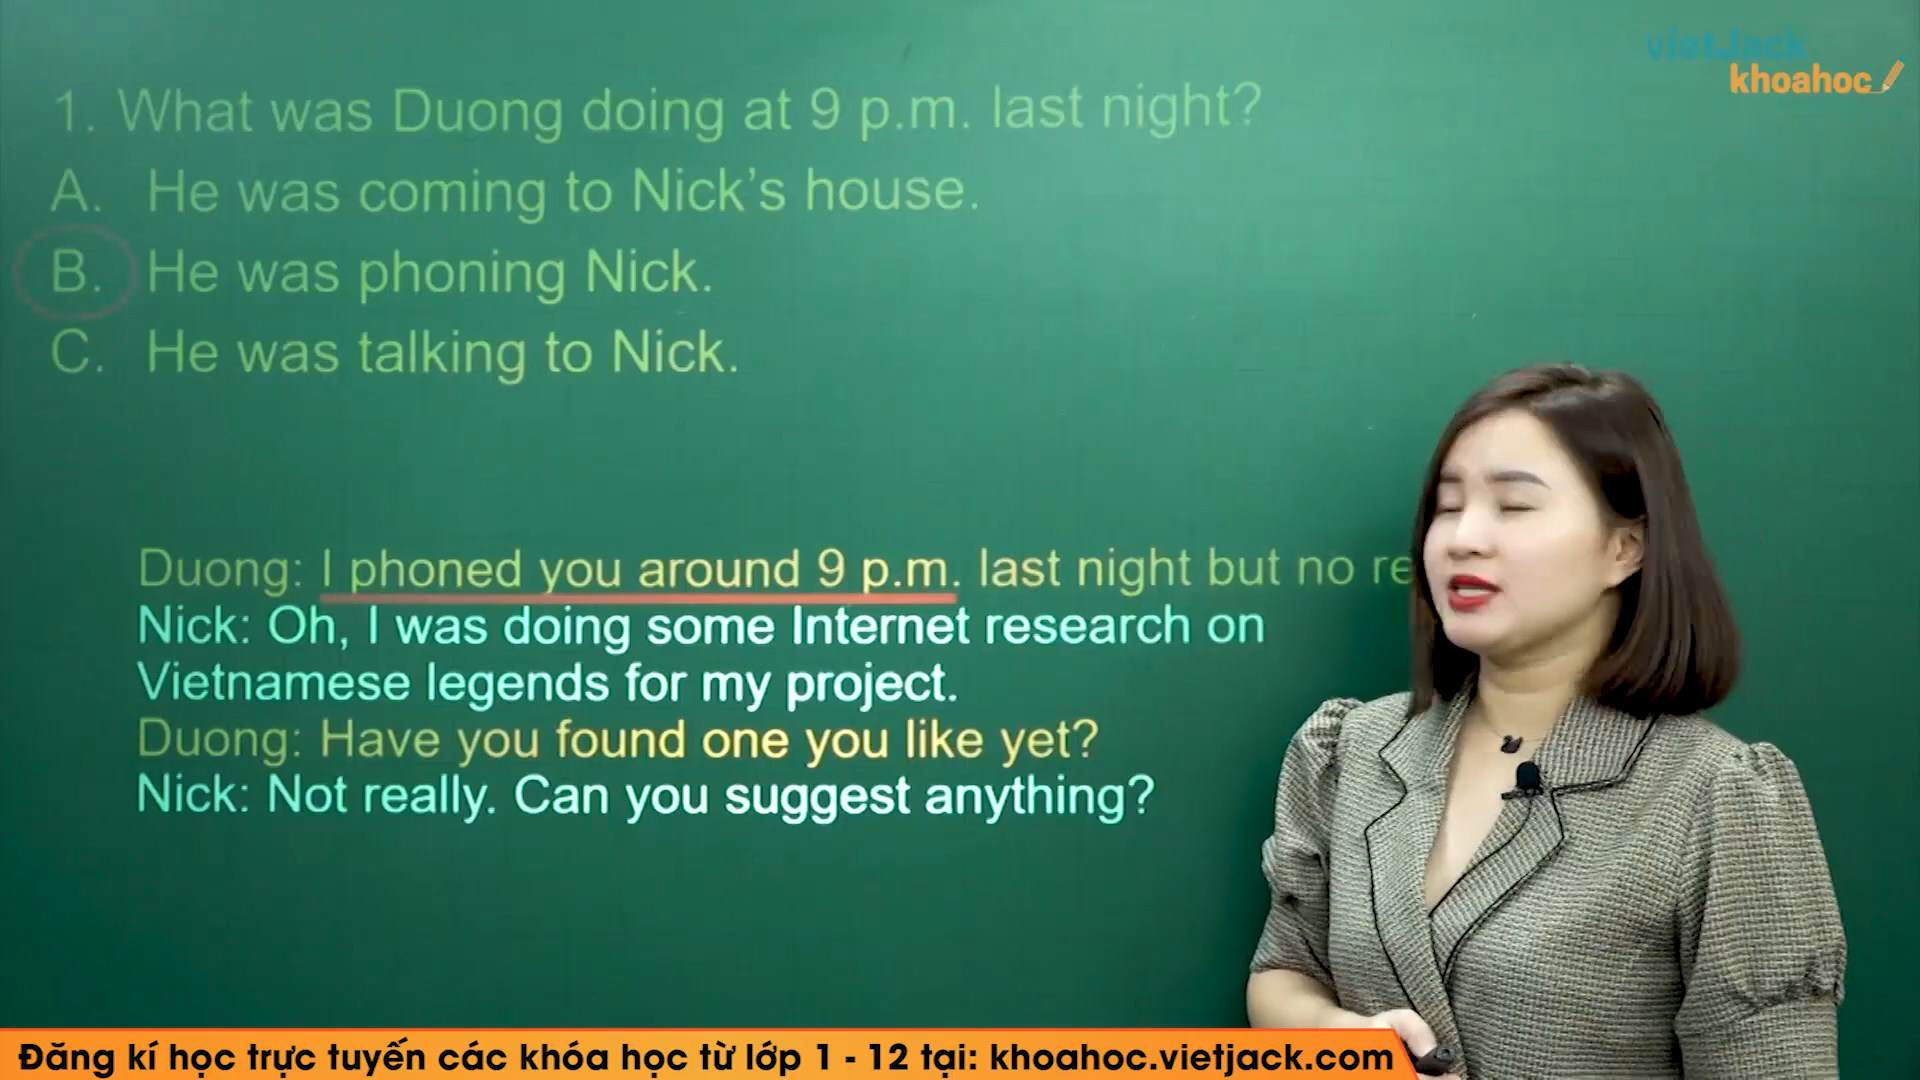 vietJack
khoahoc
1. What was Duong doing at 9 p.m. last night?
A. He was coming to Nick's house.
B. He was phoning Nick.
C. He was talking to Nick.
Duong: I phoned you around 9 p.m. last night but no
Nick: Oh, I was doing some Internet research on
Vietnamese legends for my project.
Duong: Have you found one you like yet?
Nick: Not really. Can you suggest anything?
Đăng kí học trực tuyến các khóa học từ lớp 1 - 12 tại: khoahoc.vietjack.com